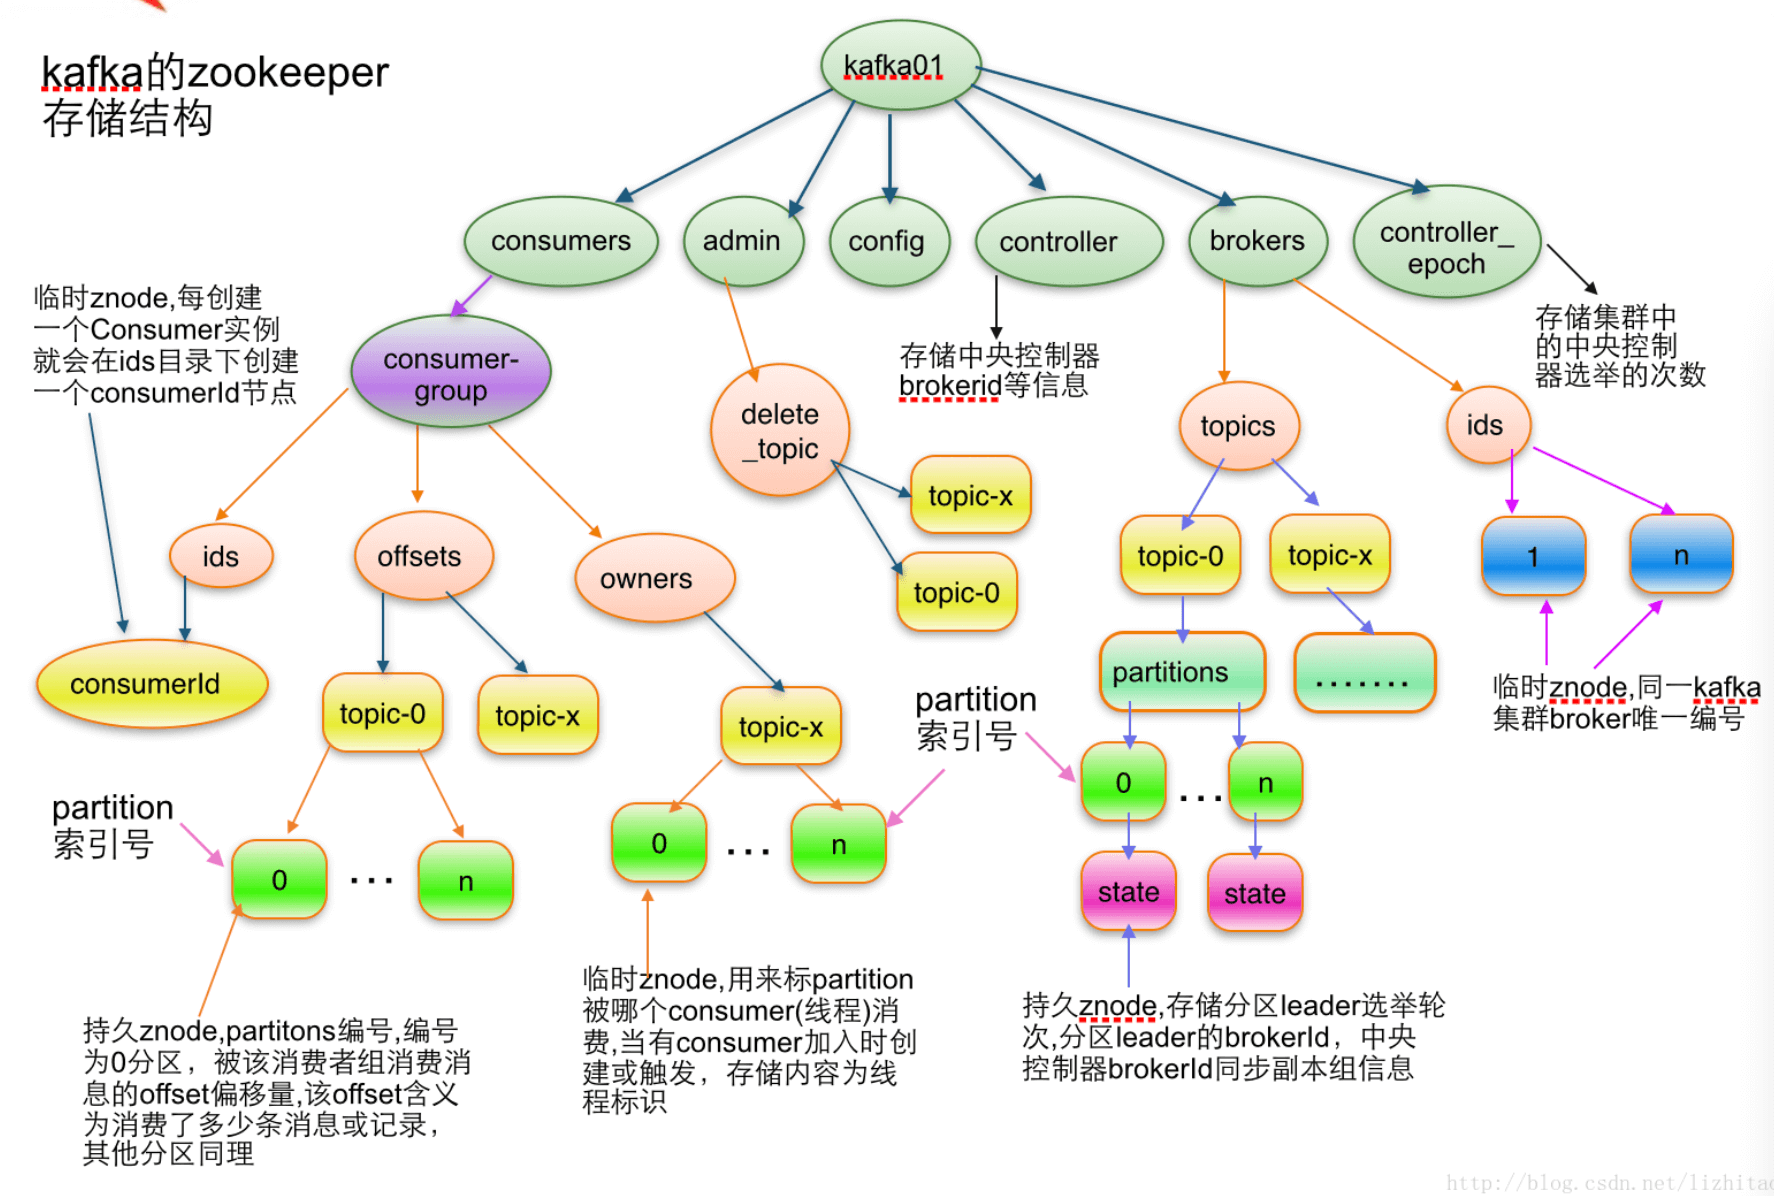 kafka的zookeeper
存储结构
kafka01
consumers
admin
config
controller
brokers
controller_
epoch
临时znode,每创建
一个Consumer实例
就会在ids目录下创建
一个consumerId节点
consumer-
group
存储中央控制器
brokerid等信息
存储集群中
的中央控制
器选举的次数
delete
_topic
topics
ids
topic-x
topic-0
topic-0
topic-x
1
n
ids
offsets
owners
consumerId
topic-0
topic-x
topic-x
partitions
.......
临时znode,同一kafka
集群broker唯一编号
partition
索引号
0
...
n
partition
索引号
0
...
n
0
...
n
state
state
持久znode,partitons编号,编号
为0分区，被该消费者组消费消
息的offset偏移量,该offset含义
为消费了多少条消息或记录，
其他分区同理
临时znode,用来标partition
被哪个consumer(线程)消
费,当有consumer加入时创
建或触发，存储内容为线
程标识
持久znode,存储分区leader选举轮
次,分区leader的brokerId，中央
控制器brokerId同步副本组信息
http://blog.csdn.net/lizhitao